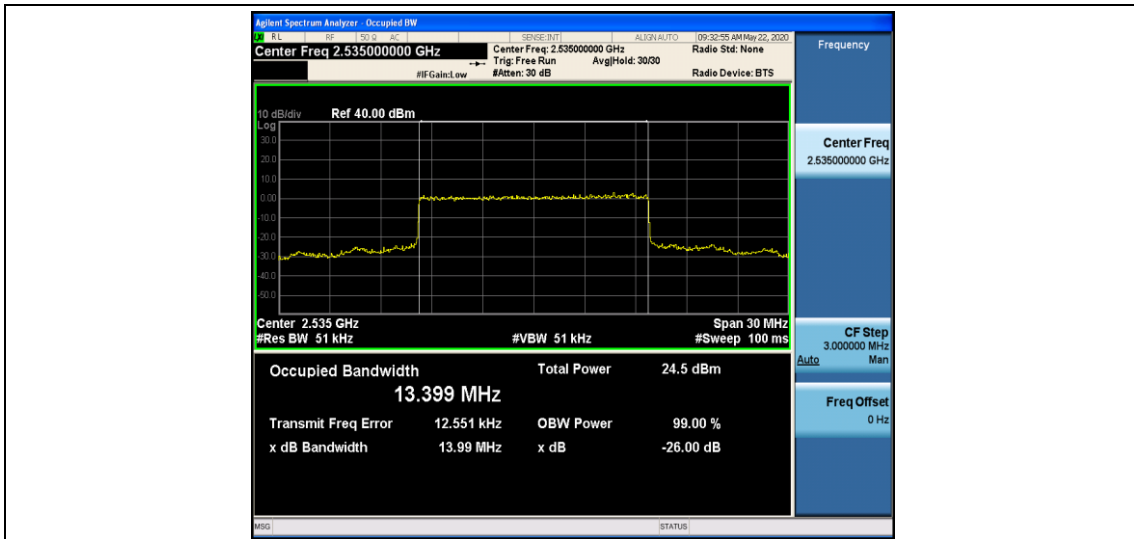 Agilent Spectrum Analyzer - Occupied BW
LXI RL RF 50 Ω AC SENSE:INT ALIGN AUTO 09:32:55 AM May 22, 2020
Center Freq 2.535000000 GHz Center Freq: 2.535000000 GHz Radio Std: None Frequency
Trig: Free Run Avg|Hold: 30/30
#IFGain:Low #Atten: 30 dB Radio Device: BTS
10 dB/div Ref 40.00 dBm
Log
30.0
20.0
10.0
0.00
-10.0
-20.0
-30.0
-40.0
-50.0
Center 2.535 GHz Span 30 MHz
#Res BW 51 kHz #VBW 51 kHz #Sweep 100 ms
Occupied Bandwidth Total Power 24.5 dBm
13.399 MHz
Transmit Freq Error 12.551 kHz OBW Power 99.00 %
x dB Bandwidth 13.99 MHz x dB -26.00 dB
Center Freq
2.535000000 GHz
CF Step
3.000000 MHz
Auto Man
Freq Offset
0 Hz
MSG STATUS